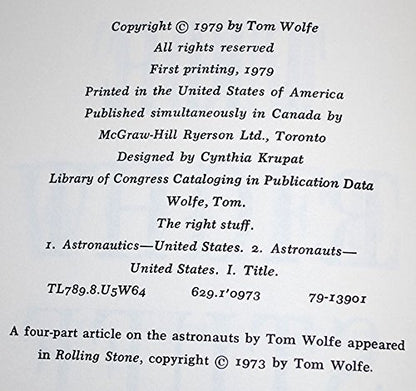 Copyright © 1979 by Tom Wolfe
All rights reserved
First printing, 1979
Printed in the United States of America
Published simultaneously in Canada by
McGraw-Hill Ryerson Ltd., Toronto
Designed by Cynthia Krupat
Library of Congress Cataloging in Publication Data
Wolfe, Tom.
The right stuff.
1. Astronautics—United States. 2. Astronauts—
United States. I. Title.
TL789.8.U5W64 629.1'0973 79-13901
A four-part article on the astronauts by Tom Wolfe appeared
in Rolling Stone, copyright © 1973 by Tom Wolfe.